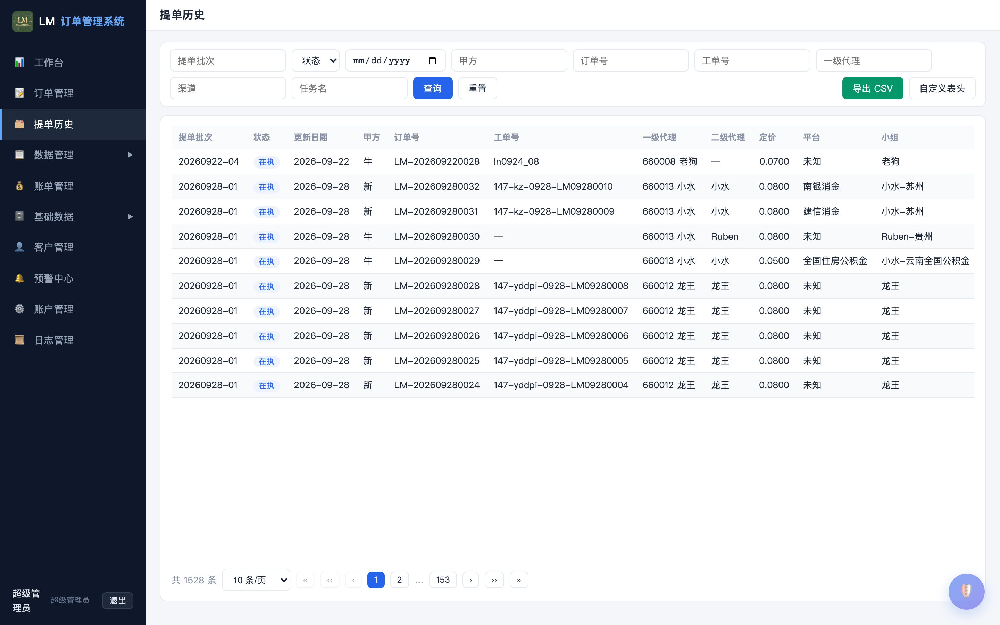 LM 订单管理系统
工作台
订单管理
提单历史
数据管理
账单管理
基础数据
客户管理
预警中心
账户管理
日志管理
超级管理员 超级管理员 退出
提单历史
提单批次 状态 mm/dd/yyyy 甲方 订单号 工单号 一级代理
渠道 任务名 查询 重置 导出 CSV 自定义表头
提单批次 状态 更新日期 甲方 订单号 工单号 一级代理 二级代理 定价 平台 小组
20260922-04 在执 2026-09-22 牛 LM-202609220028 ln0924_08 660008 老狗 — 0.0700 未知 老狗
20260928-01 在执 2026-09-28 新 LM-202609280032 147-kz-0928-LM09280010 660013 小水 小水 0.0800 南银消金 小水-苏州
20260928-01 在执 2026-09-28 新 LM-202609280031 147-kz-0928-LM09280009 660013 小水 小水 0.0800 建信消金 小水-苏州
20260928-01 在执 2026-09-28 牛 LM-202609280030 — 660013 小水 Ruben 0.0800 未知 Ruben-贵州
20260928-01 在执 2026-09-28 牛 LM-202609280029 — 660013 小水 小水 0.0500 全国住房公积金 小水-云南全国公积金
20260928-01 在执 2026-09-28 新 LM-202609280028 147-yddpi-0928-LM09280008 660012 龙王 龙王 0.0800 未知 龙王
20260928-01 在执 2026-09-28 新 LM-202609280027 147-yddpi-0928-LM09280007 660012 龙王 龙王 0.0800 未知 龙王
20260928-01 在执 2026-09-28 新 LM-202609280026 147-yddpi-0928-LM09280006 660012 龙王 龙王 0.0800 未知 龙王
20260928-01 在执 2026-09-28 新 LM-202609280025 147-yddpi-0928-LM09280005 660012 龙王 龙王 0.0800 未知 龙王
20260928-01 在执 2026-09-28 新 LM-202609280024 147-yddpi-0928-LM09280004 660012 龙王 龙王 0.0800 未知 龙王
共 1528 条 10 条/页 « ‹‹ ‹ 1 2 ... 153 › ›› »